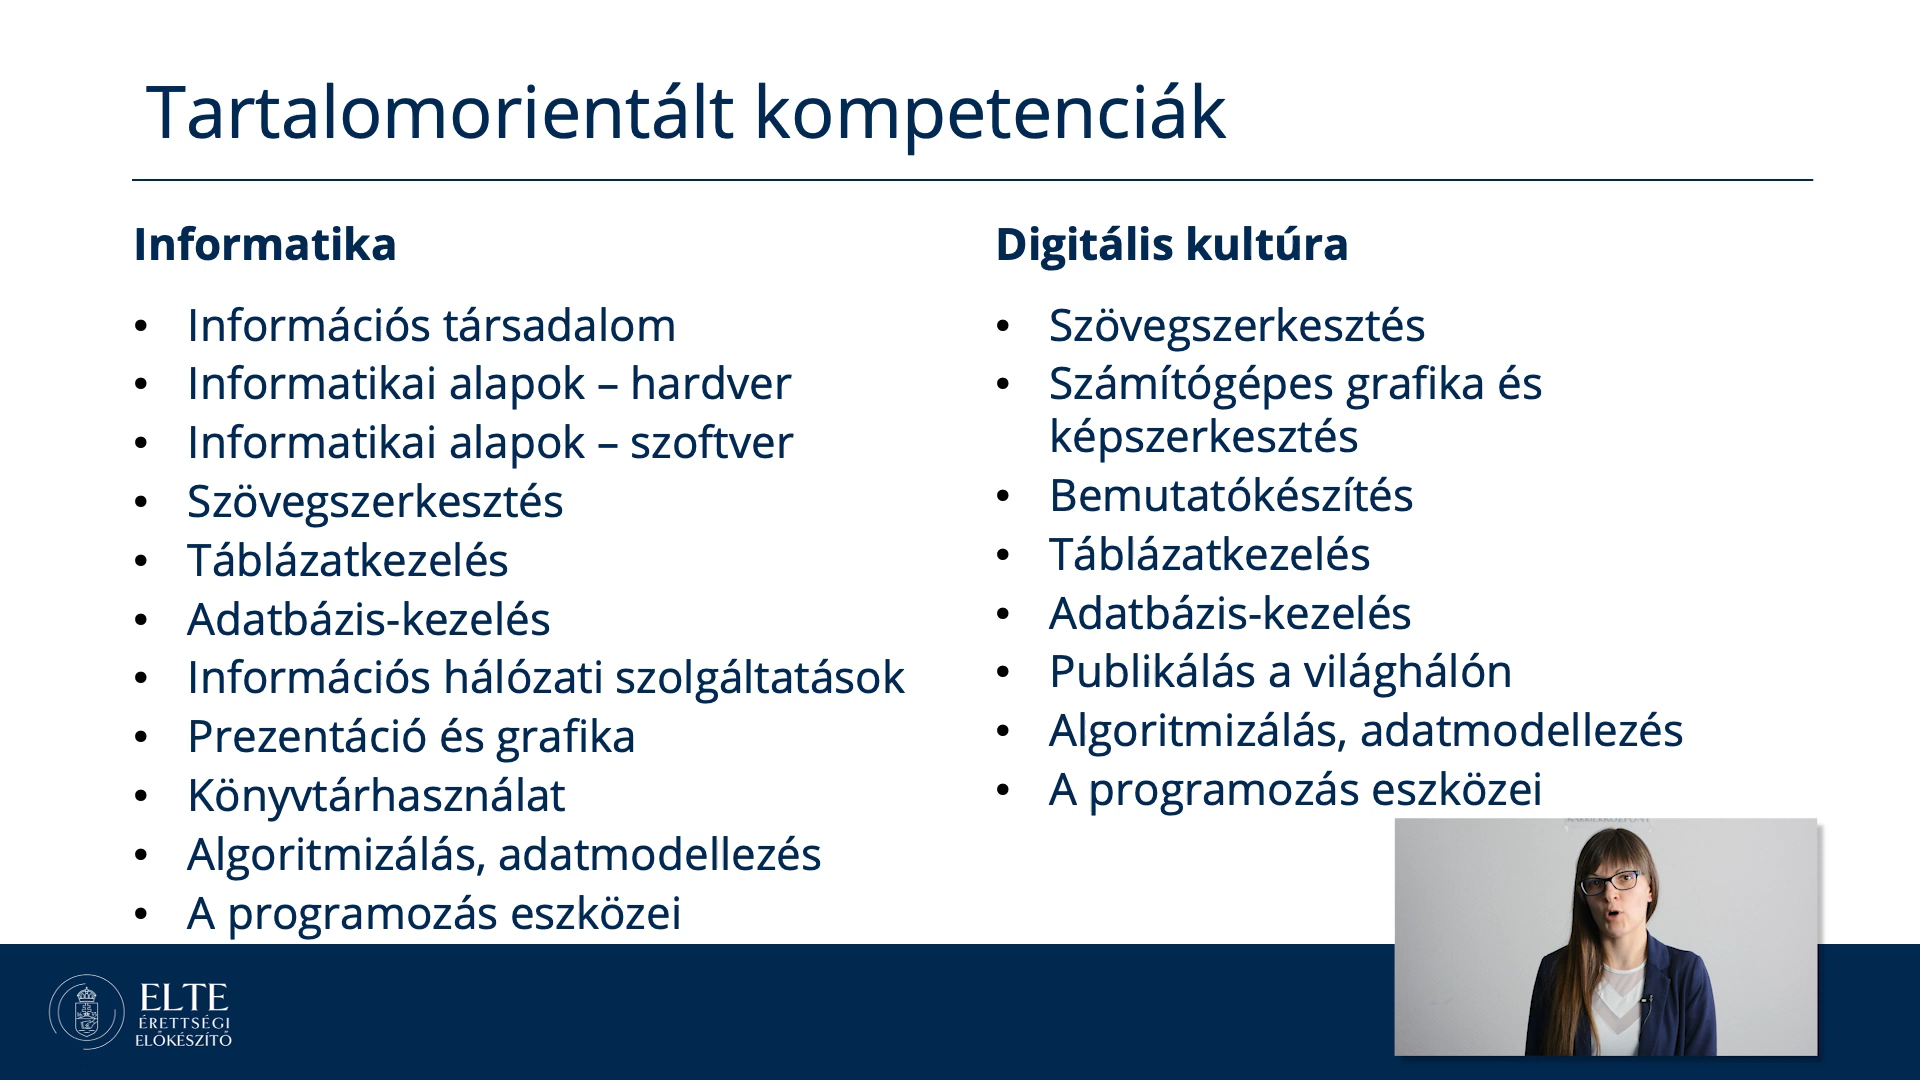 Tartalomorientált kompetenciák
Informatika
• Információs társadalom
• Informatikai alapok – hardver
• Informatikai alapok – szoftver
• Szövegszerkesztés
• Táblázatkezelés
• Adatbázis-kezelés
• Információs hálózati szolgáltatások
• Prezentáció és grafika
• Könyvtárhasználat
• Algoritmizálás, adatmodellezés
• A programozás eszközei
Digitális kultúra
• Szövegszerkesztés
• Számítógépes grafika és
képszerkesztés
• Bemutatókészítés
• Táblázatkezelés
• Adatbázis-kezelés
• Publikálás a világhálón
• Algoritmizálás, adatmodellezés
• A programozás eszközei
ELTE
ÉRETTSÉGI
ELŐKÉSZÍTŐ